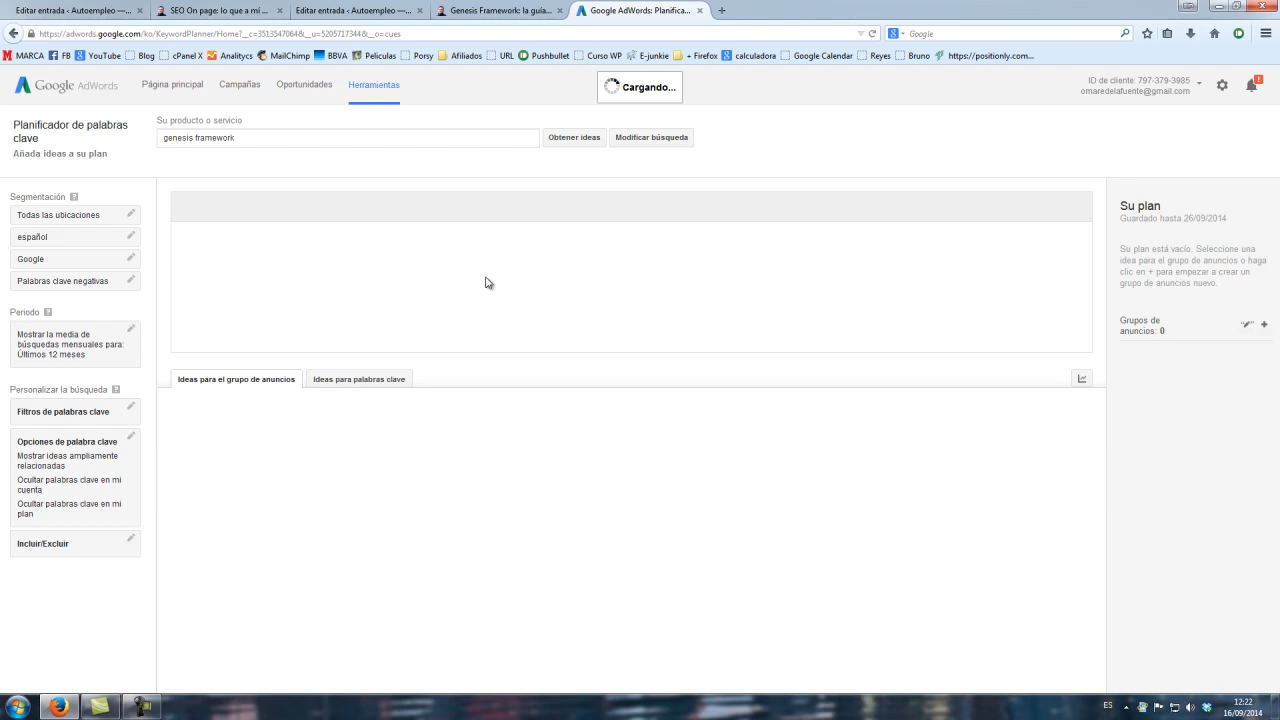 Editar entrada ‹ Autoempleo —...
SEO On page: lo que a mí ...
Editar entrada ‹ Autoempleo —...
Genesis Framework: la guía...
Google AdWords: Planifica...
https://adwords.google.com/ko/KeywordPlanner/Home?__c=3513547064&__u=5205717344&__o=cues
Google
MARCA FB YouTube Blog cPanel X Analitycs MailChimp BBVA Peliculas Porsy Afiliados URL Pushbullet Curso WP E-junkie + Firefox calculadora Google Calendar Reyes Bruno https://positionly.com...
Google AdWords
Página principal Campañas Oportunidades Herramientas
Cargando...
ID de cliente: 797-379-3985
omaredelafuente@gmail.com
Planificador de palabras
clave
Añada ideas a su plan
Su producto o servicio
genesis framework
Obtener ideas Modificar búsqueda
Segmentación ?
Todas las ubicaciones
español
Google
Palabras clave negativas
Periodo ?
Mostrar la media de
búsquedas mensuales para:
Últimos 12 meses
Personalizar la búsqueda ?
Filtros de palabras clave
Opciones de palabra clave
Mostrar ideas ampliamente
relacionadas
Ocultar palabras clave en mi
cuenta
Ocultar palabras clave en mi
plan
Incluir/Excluir
Ideas para el grupo de anuncios Ideas para palabras clave
Su plan
Guardado hasta 26/09/2014
Su plan está vacío. Seleccione una
idea para el grupo de anuncios o haga
clic en + para empezar a crear un
grupo de anuncios nuevo.
Grupos de
anuncios: 0
ES
12:22
16/09/2014